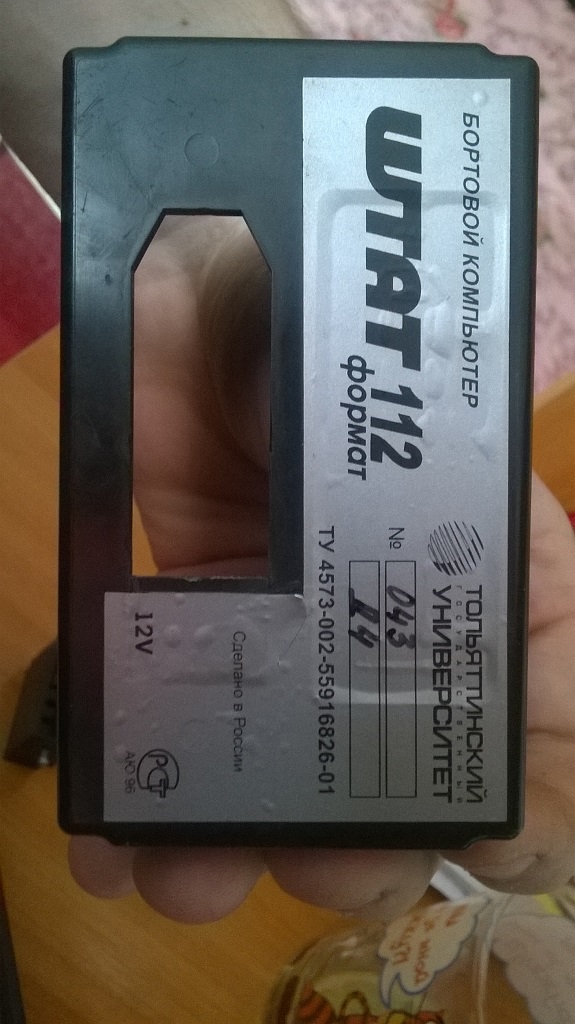 БОРТОВОЙ КОМПЬЮТЕР
ШТАТ 112
формат
ТОЛЬЯТТИНСКИЙ
ГОСУДАРСТВЕННЫЙ
УНИВЕРСИТЕТ
№ 043
24
ТУ 4573-002-55916826-01
Сделано в России
12V
РСТ
АЮ 96